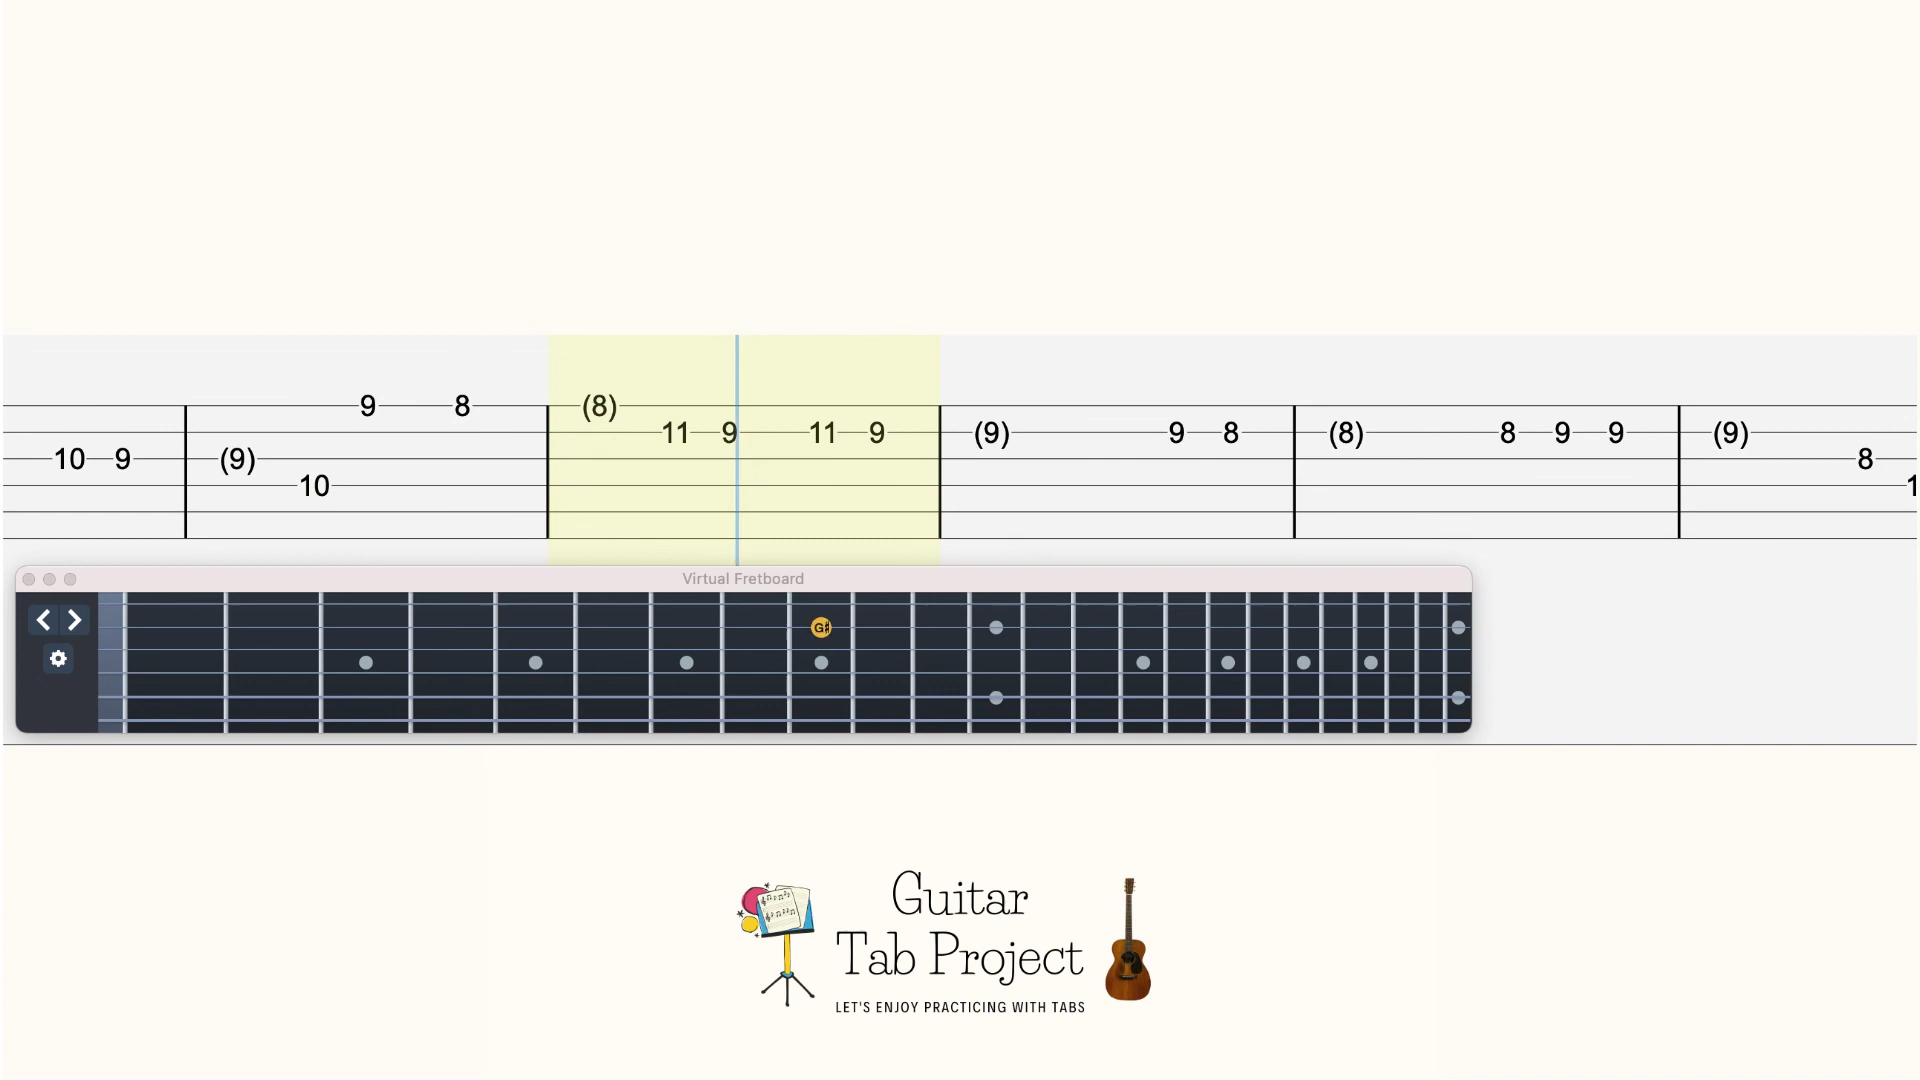 9 8 (8)
11 9 11 9 (9) 9 8 (8) 8 9 9 (9)
10 9 (9) 8
10 1
Virtual Fretboard
G♯
Guitar
Tab Project
LET'S ENJOY PRACTICING WITH TABS